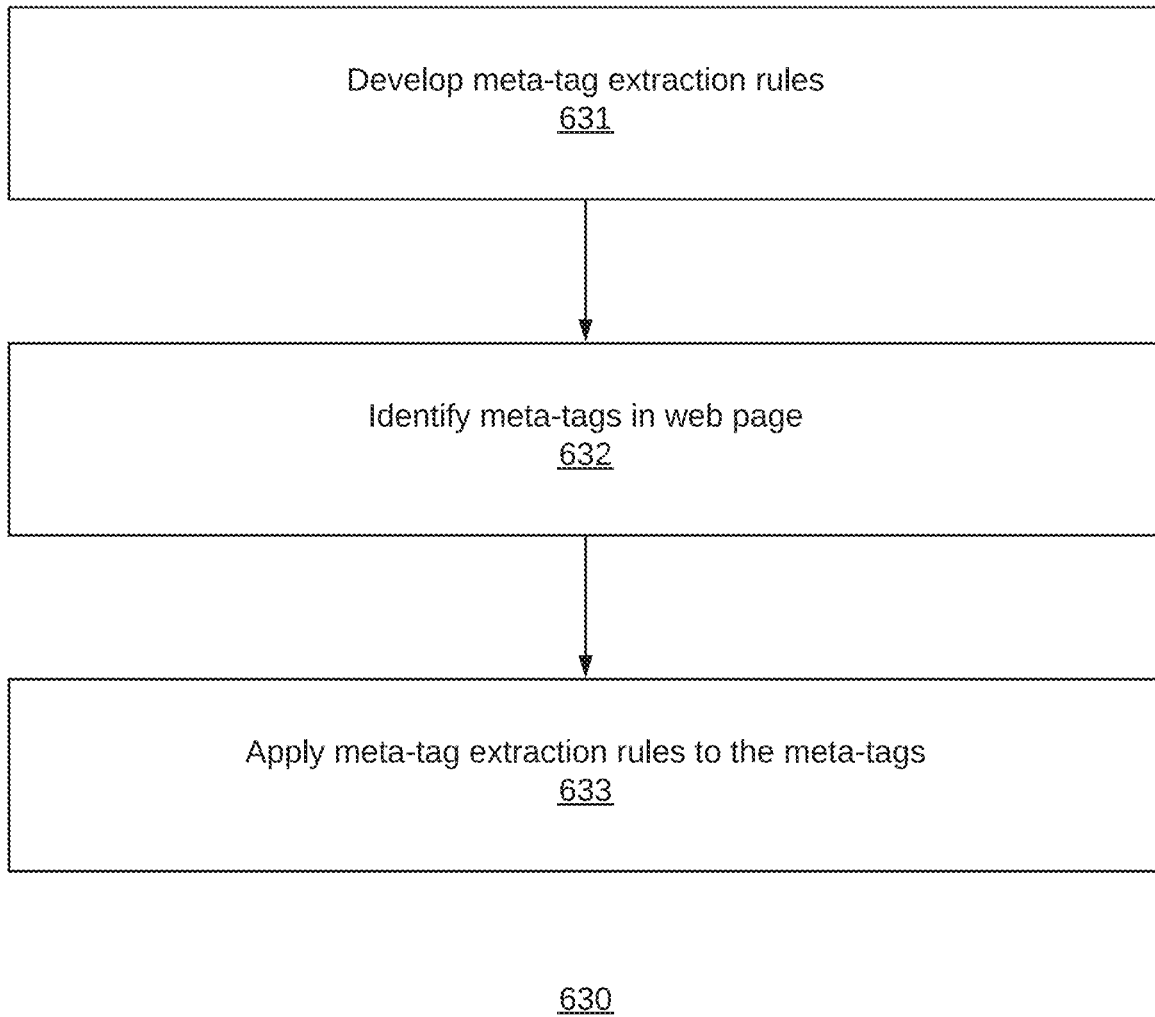 Develop meta-tag extraction rules
631
Identify meta-tags in web page
632
Apply meta-tag extraction rules to the meta-tags
633
630